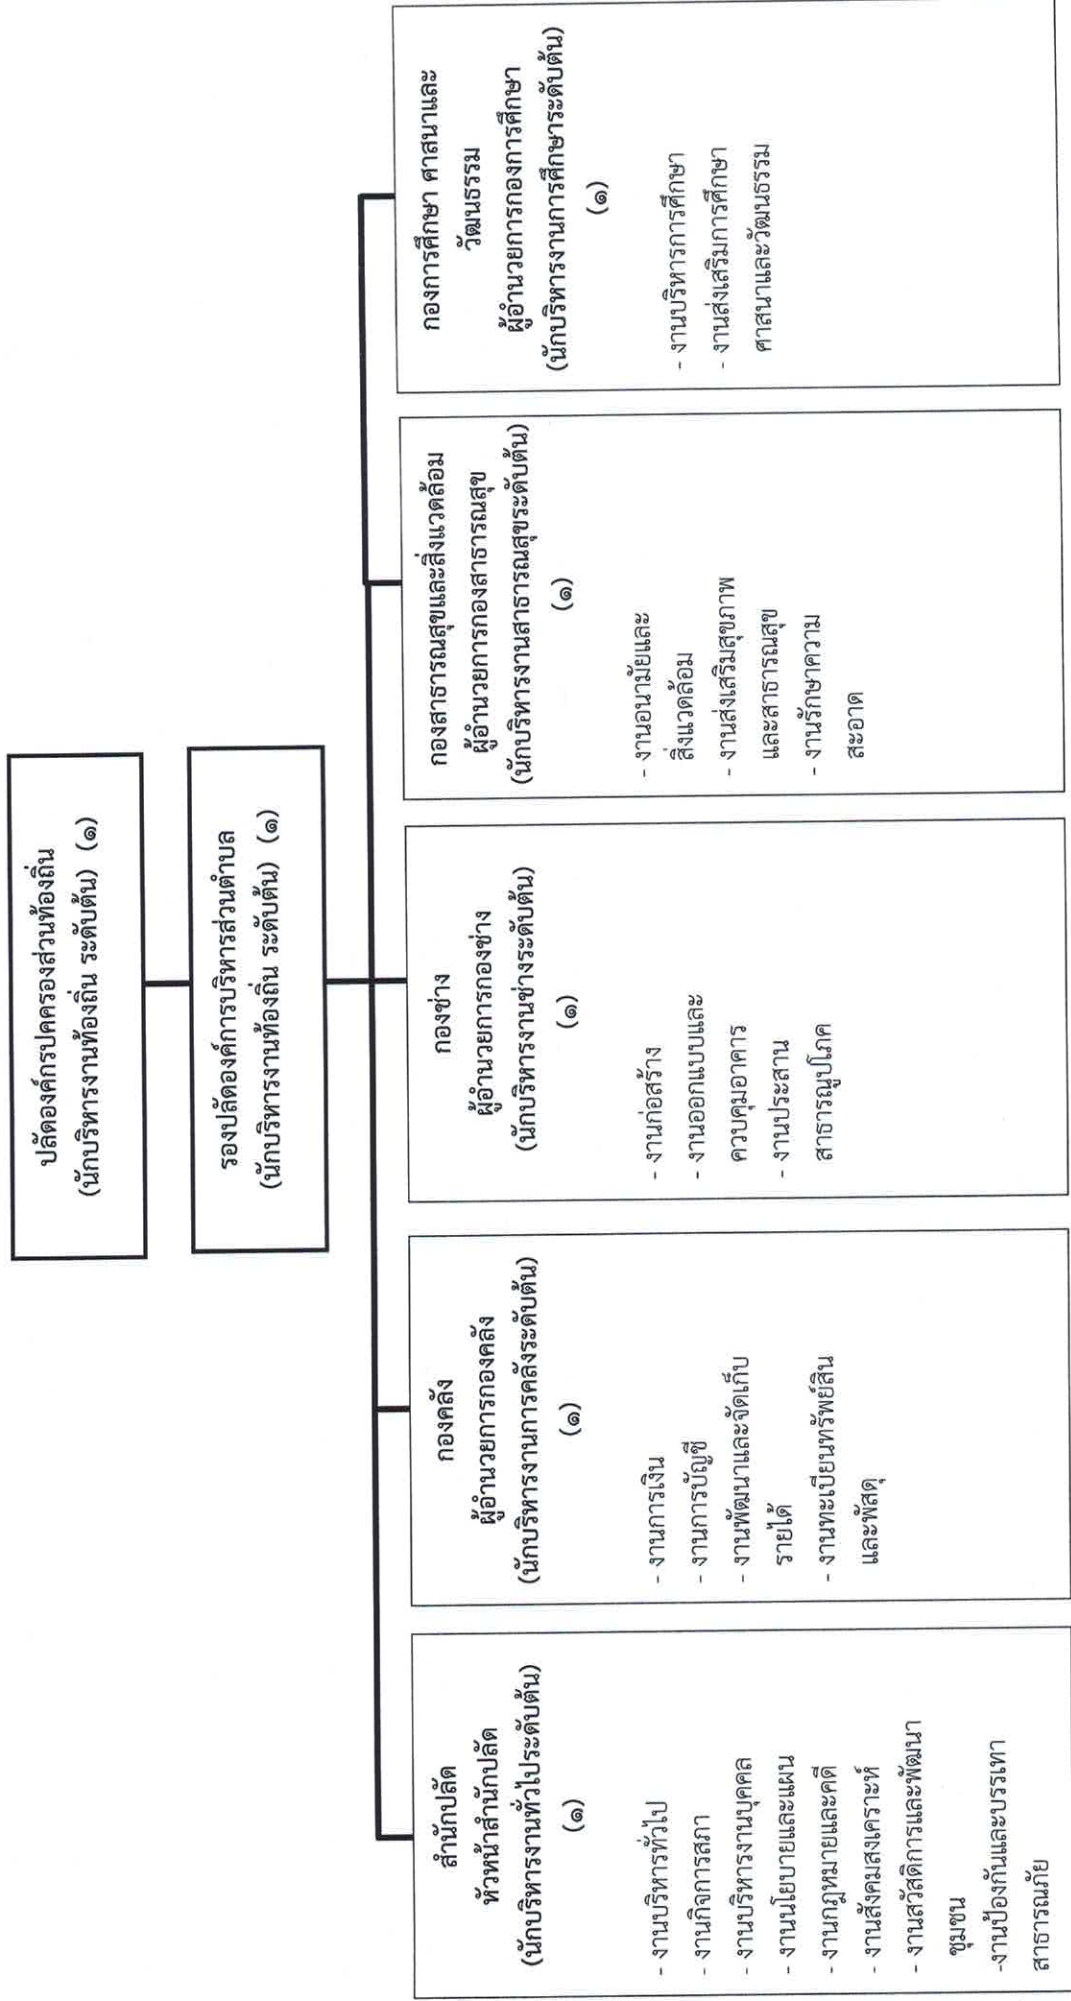 ปลัดองค์กรปกครองส่วนท้องถิ่น
(นักบริหารงานท้องถิ่น ระดับต้น) (๑)
รองปลัดองค์การบริหารส่วนตำบล
(นักบริหารงานท้องถิ่น ระดับต้น) (๑)
สำนักปลัด
หัวหน้าสำนักปลัด
(นักบริหารงานทั่วไประดับต้น)
(๑)
- งานบริหารทั่วไป
- งานกิจการสภา
- งานบริหารงานบุคคล
- งานนโยบายและแผน
- งานกฎหมายและคดี
- งานสังคมสงเคราะห์
- งานสวัสดิการและพัฒนา
ชุมชน
-งานป้องกันและบรรเทา
สาธารณภัย
กองคลัง
ผู้อำนวยการกองคลัง
(นักบริหารงานการคลังระดับต้น)
(๑)
- งานการเงิน
- งานการบัญชี
- งานพัฒนาและจัดเก็บ
รายได้
- งานทะเบียนทรัพย์สิน
และพัสดุ
กองช่าง
ผู้อำนวยการกองช่าง
(นักบริหารงานช่างระดับต้น)
(๑)
- งานก่อสร้าง
- งานออกแบบและ
ควบคุมอาคาร
- งานประสาน
สาธารณูปโภค
กองสาธารณสุขและสิ่งแวดล้อม
ผู้อำนวยการกองสาธารณสุข
(นักบริหารงานสาธารณสุขระดับต้น)
(๑)
- งานอนามัยและ
สิ่งแวดล้อม
- งานส่งเสริมสุขภาพ
และสาธารณสุข
- งานรักษาความ
สะอาด
กองการศึกษา ศาสนาและ
วัฒนธรรม
ผู้อำนวยการกองการศึกษา
(นักบริหารงานการศึกษาระดับต้น)
(๑)
- งานบริหารการศึกษา
- งานส่งเสริมการศึกษา
ศาสนาและวัฒนธรรม